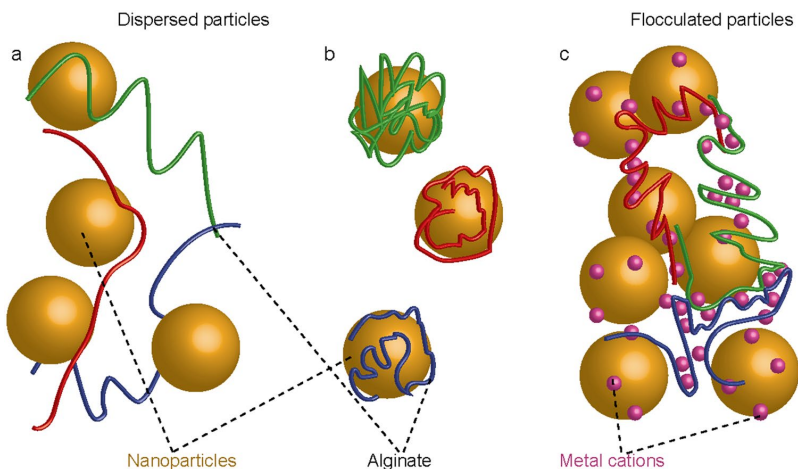 Dispersed particles
Flocculated particles
a
b
c
Nanoparticles
Alginate
Metal cations